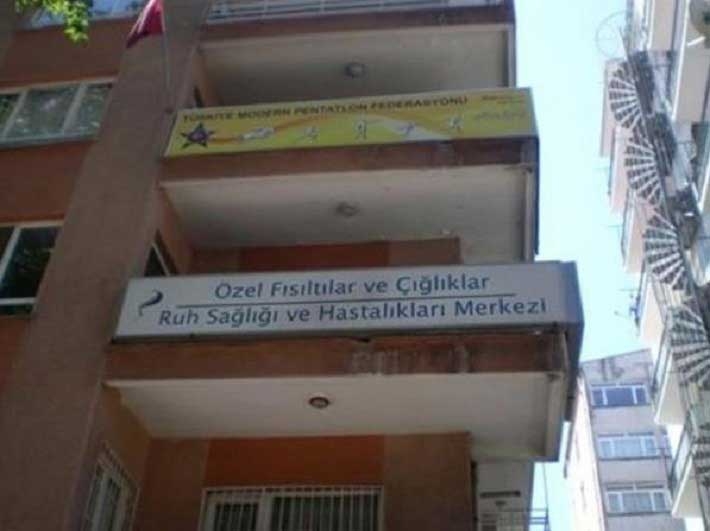 TÜRKİYE MODERN PENTATLON FEDERASYONU
Özel Fısıltılar ve Çığlıklar
Ruh Sağlığı ve Hastalıkları Merkezi